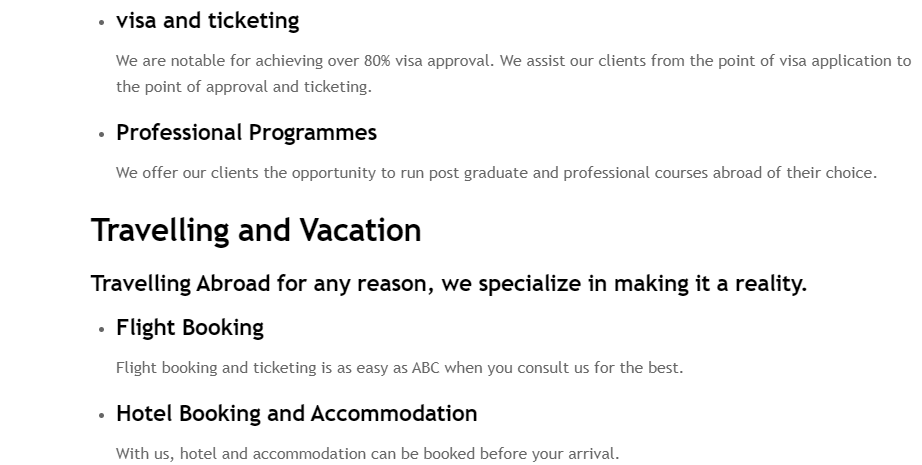 visa and ticketing
We are notable for achieving over 80% visa approval. We assist our clients from the point of visa application to
the point of approval and ticketing.
Professional Programmes
We offer our clients the opportunity to run post graduate and professional courses abroad of their choice.
Travelling and Vacation
Travelling Abroad for any reason, we specialize in making it a reality.
Flight Booking
Flight booking and ticketing is as easy as ABC when you consult us for the best.
Hotel Booking and Accommodation
With us, hotel and accommodation can be booked before your arrival.